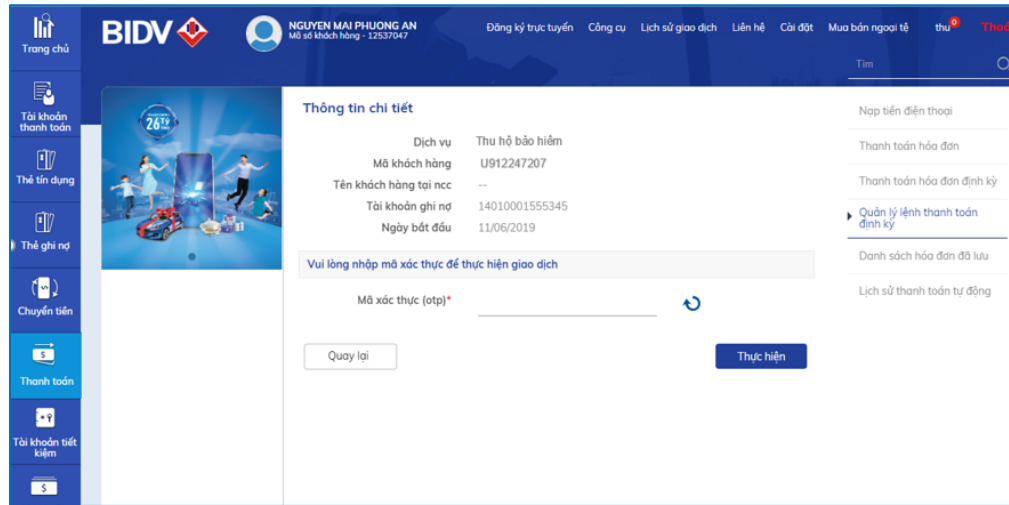 Trang chủ
BIDV
NGUYEN MAI PHUONG AN
Mã số khách hàng - 12537047
Đăng ký trực tuyến
Công cụ
Lịch sử giao dịch
Liên hệ
Cài đặt
Mua bán ngoại tệ
thư 0
Thoá
Tìm
Tài khoản
thanh toán
Thẻ tín dụng
Thẻ ghi nợ
Chuyển tiền
Thanh toán
Tài khoản tiết
kiệm
26 Tỷ
Thông tin chi tiết
Dịch vụ Thu hộ bảo hiểm
Mã khách hàng U912247207
Tên khách hàng tại ncc --
Tài khoản ghi nợ 14010001555345
Ngày bắt đầu 11/06/2019
Vui lòng nhập mã xác thực để thực hiện giao dịch
Mã xác thực (otp)*
Quay lại
Thực hiện
Nạp tiền điện thoại
Thanh toán hóa đơn
Thanh toán hóa đơn định kỳ
Quản lý lệnh thanh toán
định kỳ
Danh sách hóa đơn đã lưu
Lịch sử thanh toán tự động